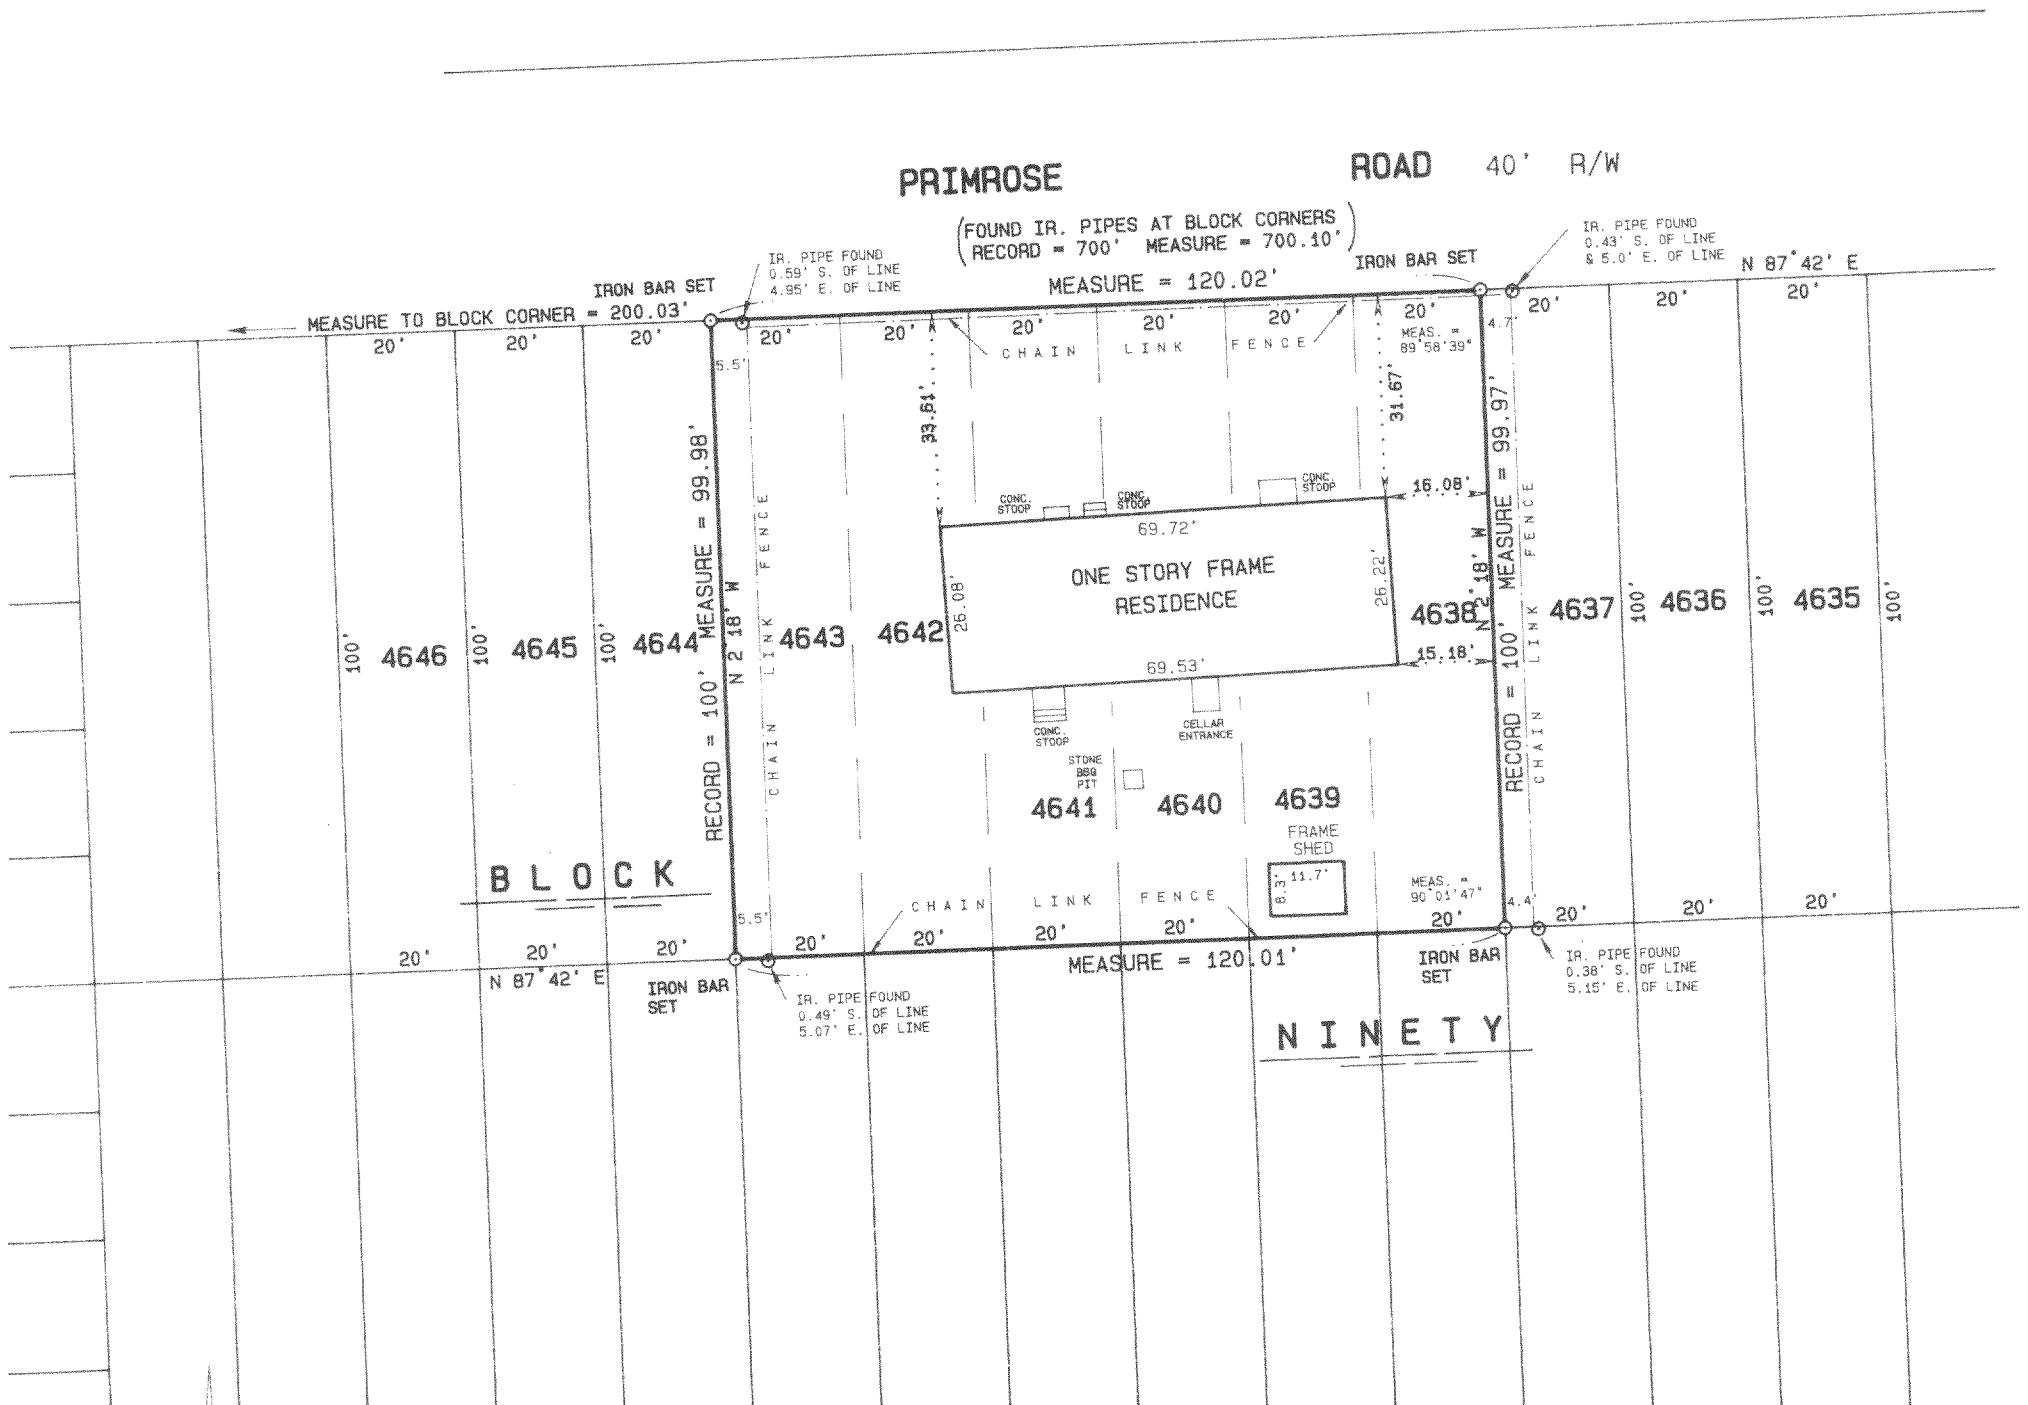 PRIMROSE ROAD 40' R/W
(FOUND IR. PIPES AT BLOCK CORNERS
RECORD = 700' MEASURE = 700.10')
IR. PIPE FOUND
0.59' S. OF LINE
4.95' E. OF LINE
IR. PIPE FOUND
0.43' S. OF LINE
& 5.0' E. OF LINE
N 87°42' E
IRON BAR SET
IRON BAR SET
MEASURE = 120.02'
MEASURE TO BLOCK CORNER = 200.03'
20' 20' 20' 20' 20' 20' 20' 20' 20' 20' 20' 20'
MEAS. =
89°58'39"
5.5'
4.7'
CHAIN LINK FENCE
33.61'
31.67'
RECORD = 100' MEASURE = 99.98'
N 2°18' W
CHAIN LINK FENCE
RECORD = 100' MEASURE = 99.97'
N 2°18' W
CHAIN LINK FENCE
CONC.
STOOP
CONC.
STOOP
CONC.
STOOP
16.08'
69.72'
ONE STORY FRAME
RESIDENCE
26.08'
26.22'
69.53'
15.18'
100' 4646 100' 4645 100' 4644 4643 4642 4638 4637 100' 4636 100' 4635 100'
CONC.
STOOP
CELLAR
ENTRANCE
STONE
BBQ
PIT
4641 4640 4639
FRAME
SHED
8.3' 11.7'
MEAS. =
90°01'47"
BLOCK
5.5'
4.4'
CHAIN LINK FENCE
20' 20' 20' 20' 20' 20' 20' 20' 20' 20' 20'
N 87°42' E
MEASURE = 120.01'
IRON BAR
SET
IRON BAR
SET
IR. PIPE FOUND
0.49' S. OF LINE
5.07' E. OF LINE
IR. PIPE FOUND
0.38' S. OF LINE
5.15' E. OF LINE
NINETY